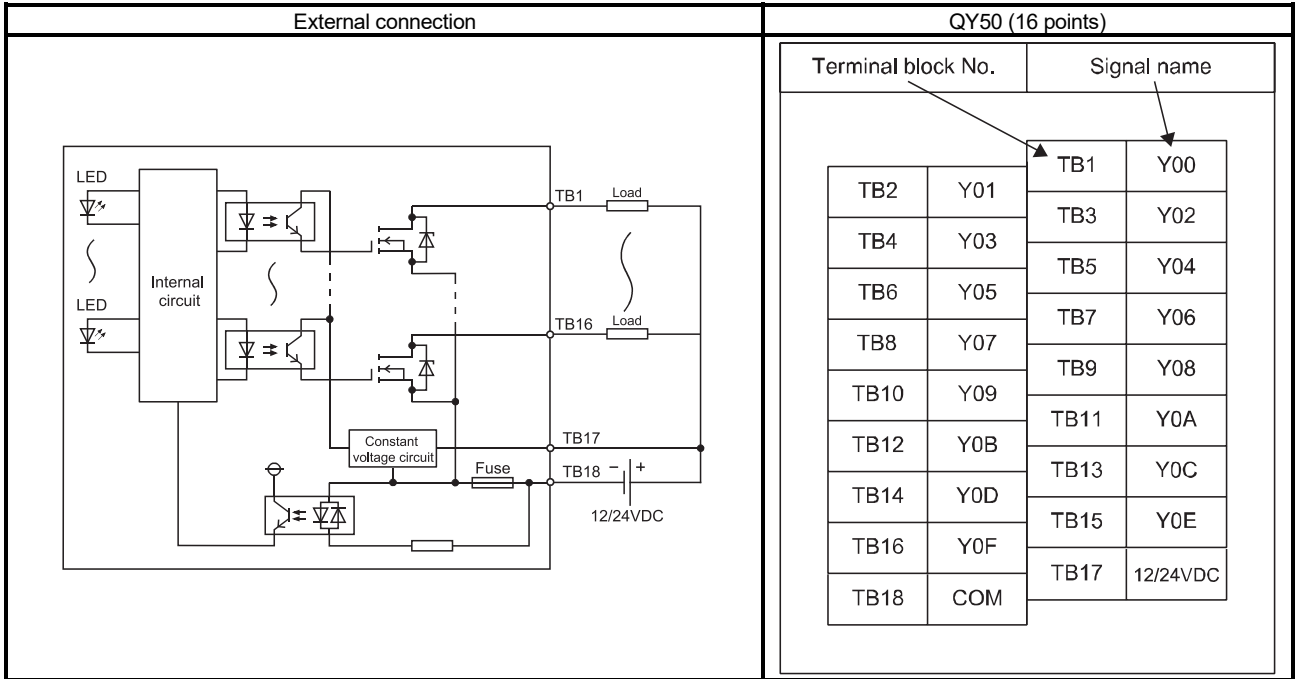 External connection
QY50 (16 points)
LED
LED
Internal
circuit
TB1
Load
TB16
Load
Constant
voltage circuit
TB17
Fuse
TB18
- +
12/24VDC
Terminal block No.
Signal name
TB1 Y00
TB2 Y01
TB3 Y02
TB4 Y03
TB5 Y04
TB6 Y05
TB7 Y06
TB8 Y07
TB9 Y08
TB10 Y09
TB11 Y0A
TB12 Y0B
TB13 Y0C
TB14 Y0D
TB15 Y0E
TB16 Y0F
TB17 12/24VDC
TB18 COM